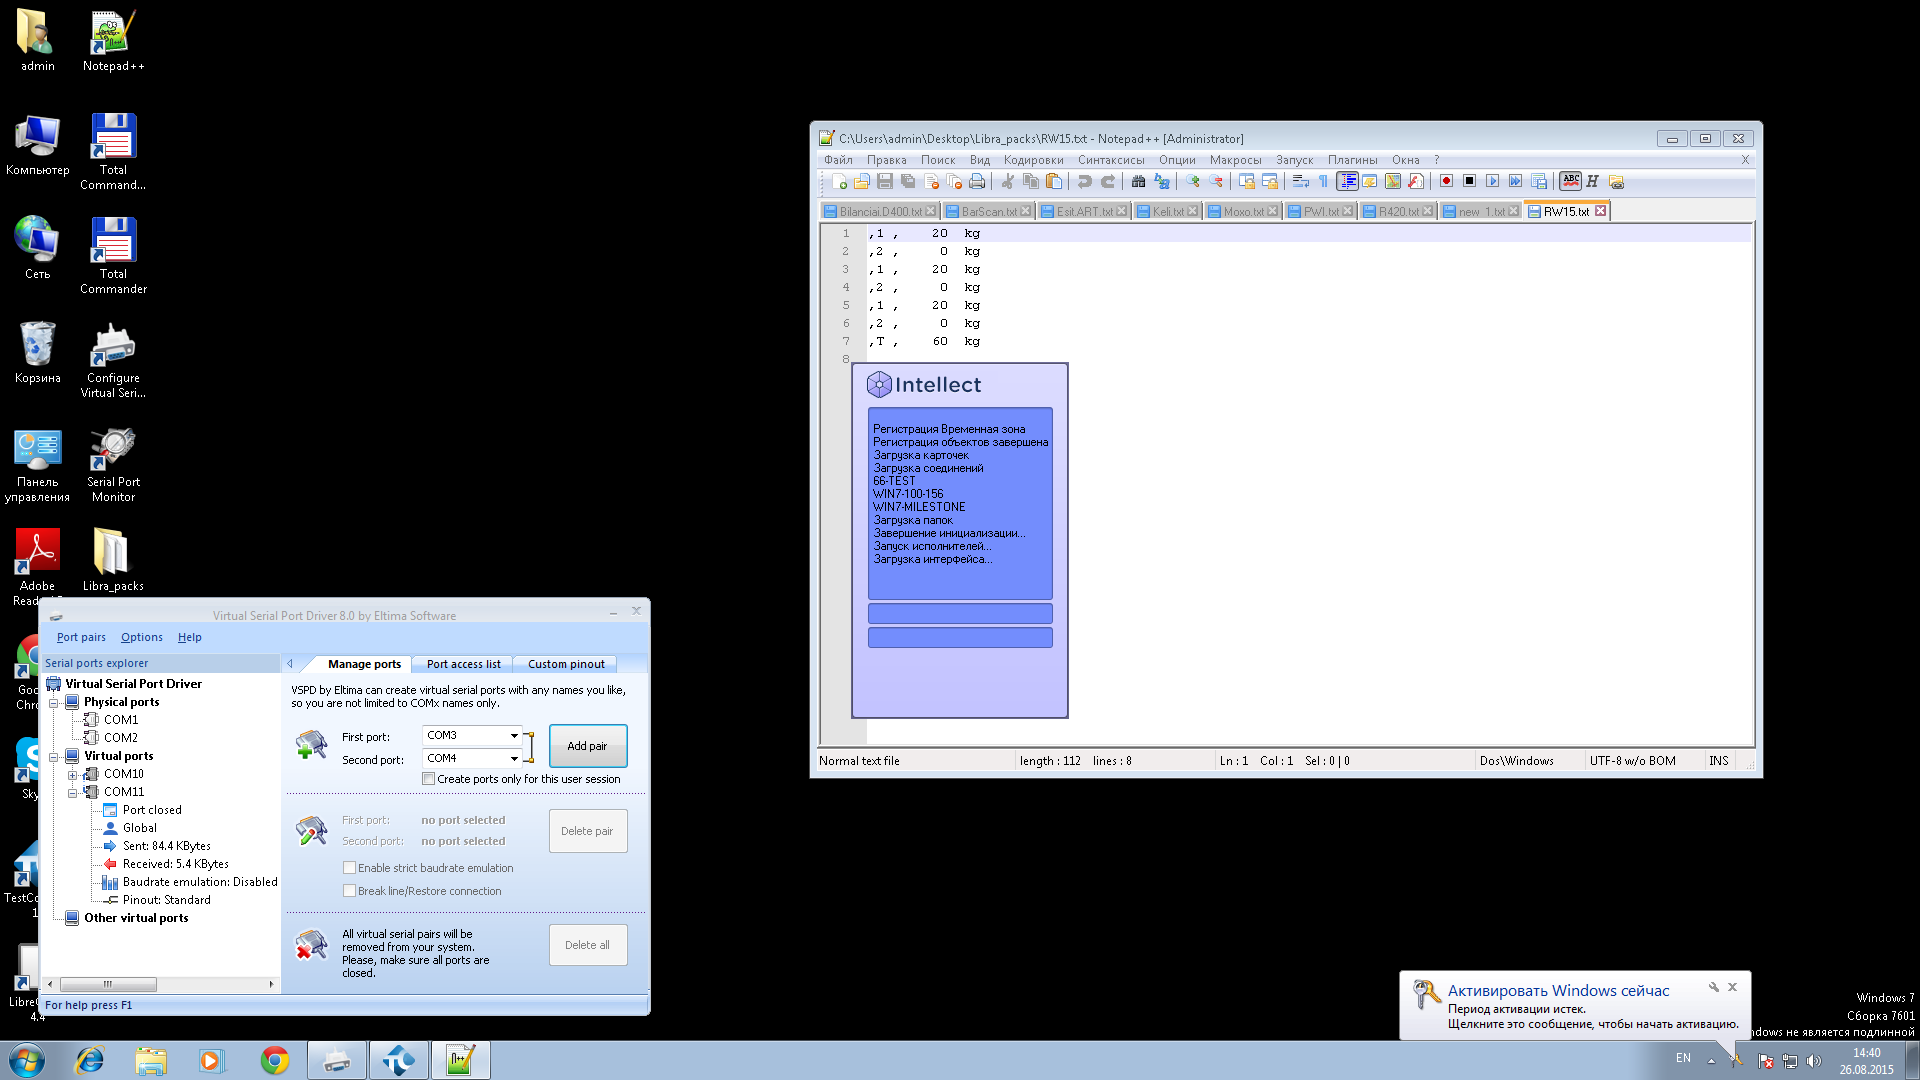 admin
Notepad++
Компьютер
Total
Command...
Сеть
Total
Commander
Корзина
Configure
Virtual Seri...
Панель
управления
Serial Port
Monitor
Adobe
Libra_packs
C:\Users\admin\Desktop\Libra_packs\RW15.txt - Notepad++ [Administrator]
Файл Правка Поиск Вид Кодировки Синтаксисы Опции Макросы Запуск Плагины Окна ? X
Bilanciai.D400.txt BarScan.txt Esit.ART.txt Keli.txt Moxo.txt PWI.txt R420.txt new 1.txt RW15.txt
1 ,1 , 20 kg
2 ,2 , 0 kg
3 ,1 , 20 kg
4 ,2 , 0 kg
5 ,1 , 20 kg
6 ,2 , 0 kg
7 ,T , 60 kg
8
Intellect
Регистрация Временная зона
Регистрация объектов завершена
Загрузка карточек
Загрузка соединений
66-TEST
WIN7-100-156
WIN7-MILESTONE
Загрузка папок
Завершение инициализации...
Запуск исполнителей...
Загрузка интерфейса...
Normal text file length : 112 lines : 8 Ln : 1 Col : 1 Sel : 0 | 0 Dos\Windows UTF-8 w/o BOM INS
Virtual Serial Port Driver 8.0 by Eltima Software
Port pairs Options Help
Serial ports explorer
Virtual Serial Port Driver
Physical ports
COM1
COM2
Virtual ports
COM10
COM11
Port closed
Global
Sent: 84.4 KBytes
Received: 5.4 KBytes
Baudrate emulation: Disabled
Pinout: Standard
Other virtual ports
Manage ports Port access list Custom pinout
VSPD by Eltima can create virtual serial ports with any names you like,
so you are not limited to COMx names only.
First port: COM3
Second port: COM4
Add pair
Create ports only for this user session
First port: no port selected
Second port: no port selected
Delete pair
Enable strict baudrate emulation
Break line/Restore connection
All virtual serial pairs will be
removed from your system.
Please, make sure all ports are
closed.
Delete all
For help press F1
4.4
Активировать Windows сейчас
Период активации истек.
Щелкните это сообщение, чтобы начать активацию.
Windows 7
Сборка 7601
ndows не является подлинной
EN
14:40
26.08.2015